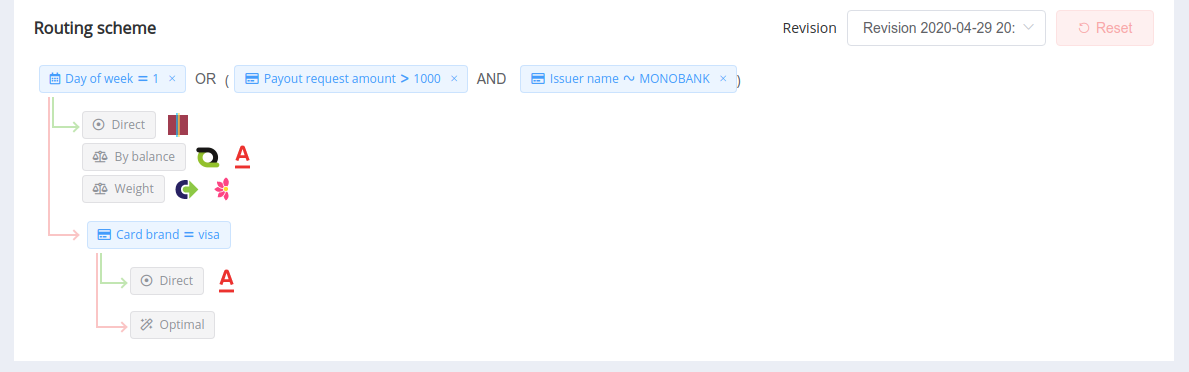 Routing scheme
Revision Revision 2020-04-29 20: Reset
Day of week = 1 × OR ( Payout request amount > 1000 × AND Issuer name ~ MONOBANK × )
Direct
By balance A
Weight
Card brand = visa
Direct A
Optimal